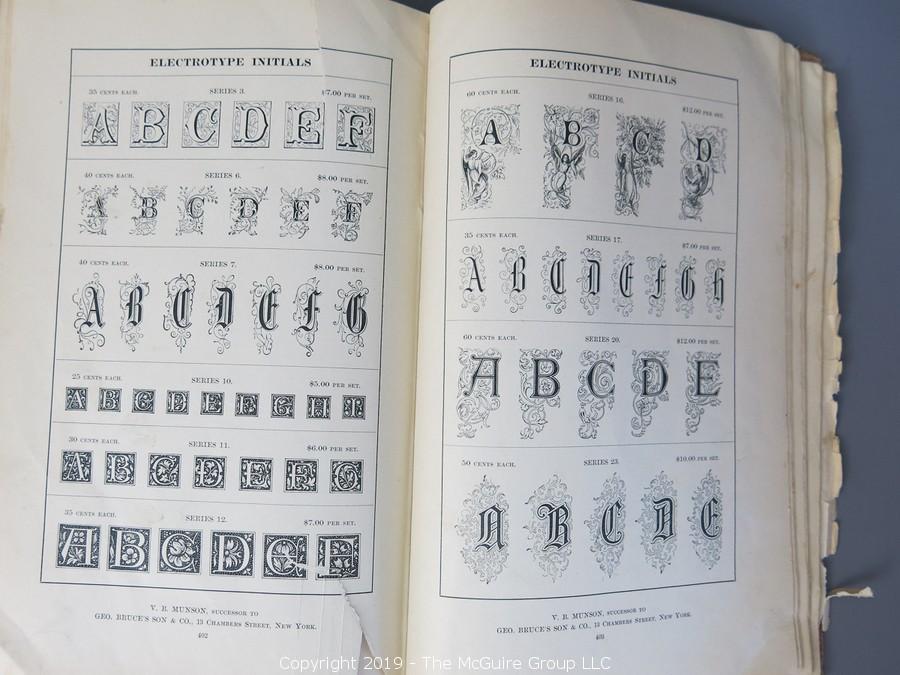 ELECTROTYPE INITIALS
35 CENTS EACH. SERIES 3. $7.00 PER SET.
A B C D E F
40 CENTS EACH. SERIES 6. $8.00 PER SET.
A B C D E F
40 CENTS EACH. SERIES 7. $8.00 PER SET.
A B C D E F G
25 CENTS EACH. SERIES 10. $5.00 PER SET.
A B C D E F G H I
30 CENTS EACH. SERIES 11. $6.00 PER SET.
A B C D E F G
35 CENTS EACH. SERIES 12. $7.00 PER SET.
A B C D E F
V. B. MUNSON, SUCCESSOR TO
GEO. BRUCE'S SON & CO., 13 CHAMBERS STREET, NEW YORK.
402
ELECTROTYPE INITIALS
60 CENTS EACH. SERIES 16. $12.00 PER SET.
A B C D
35 CENTS EACH. SERIES 17. $7.00 PER SET.
A B C D E F G H
60 CENTS EACH. SERIES 20. $12.00 PER SET.
A B C D E
50 CENTS EACH. SERIES 23. $10.00 PER SET.
A B C D E
V. B. MUNSON, SUCCESSOR TO
GEO. BRUCE'S SON & CO., 13 CHAMBERS STREET, NEW YORK.
403
Copyright 2019 - The McGuire Group LLC